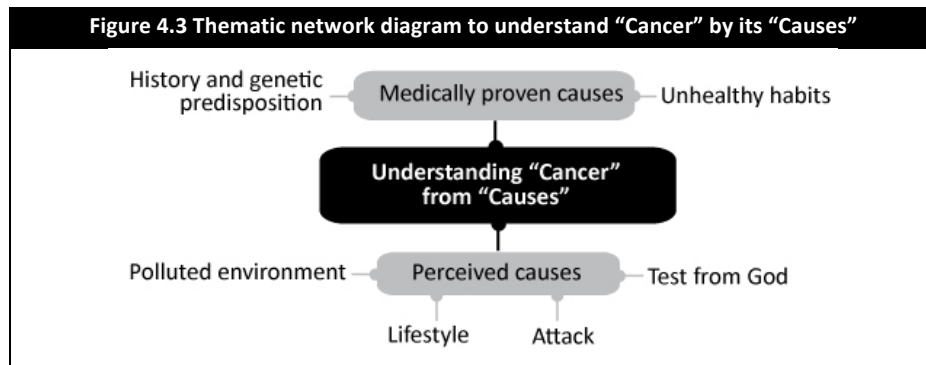 Figure 4.3 Thematic network diagram to understand “Cancer” by its “Causes”
History and genetic
predisposition
Medically proven causes
Unhealthy habits
Understanding “Cancer”
from “Causes”
Polluted environment
Perceived causes
Test from God
Lifestyle
Attack